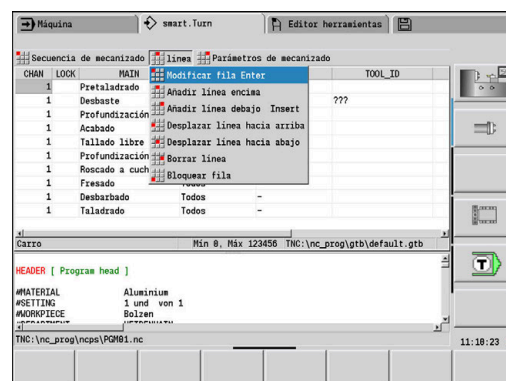 Máquina
smart.Turn
Editor herramientas
Secuencia de mecanizado línea Parámetros de mecanizado
CHAN LOCK MAIN TOOL_ID
Modificar fila Enter
Añadir línea encima
Añadir línea debajo Insert
Desplazar línea hacia arriba
Desplazar línea hacia abajo
Borrar línea
Bloquear fila
1 Pretaladrado
1 Desbaste ???
1 Profundización
1 Acabado
1 Tallado libre
1 Profundización
1 Roscado a cuch
1 Fresado
1 Desbarbado Todos –
1 Taladrado Todos –
Carro Mín 0, Máx 123456 TNC:\nc_prog\gtb\default.gtb
HEADER [ Program head ]
#MATERIAL Aluminium
#SETTING 1 und von 1
#WORKPIECE Bolzen
TNC:\nc_prog\ncps\PGM01.nc
T
11:10:23